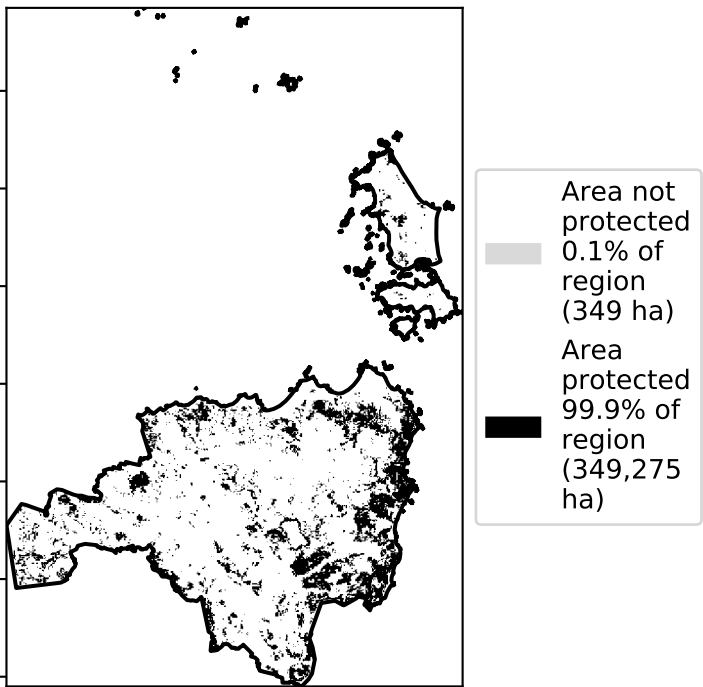 Area not
protected
0.1% of
region
(349 ha)
Area
protected
99.9% of
region
(349,275
ha)